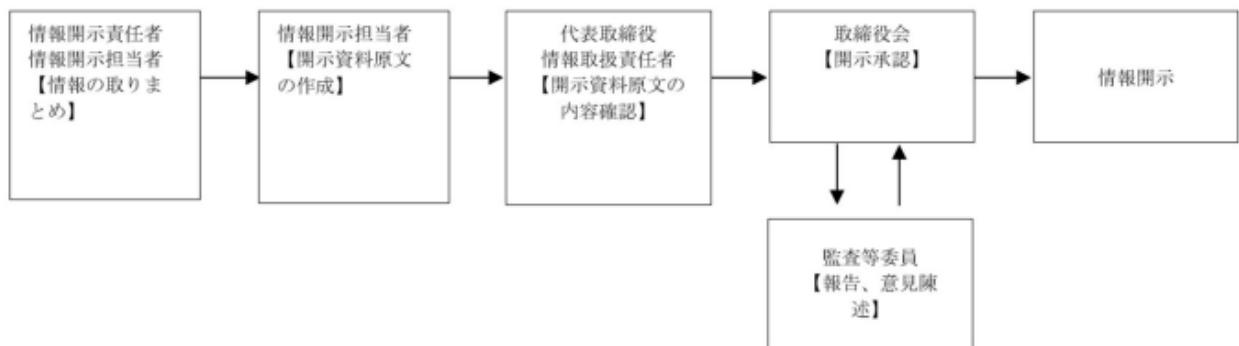 情報開示責任者
情報開示担当者
【情報の取りま
とめ】
情報開示担当者
【開示資料原文
の作成】
代表取締役
情報取扱責任者
【開示資料原文の
内容確認】
取締役会
【開示承認】
情報開示
監査等委員
【報告、意見陳
述】